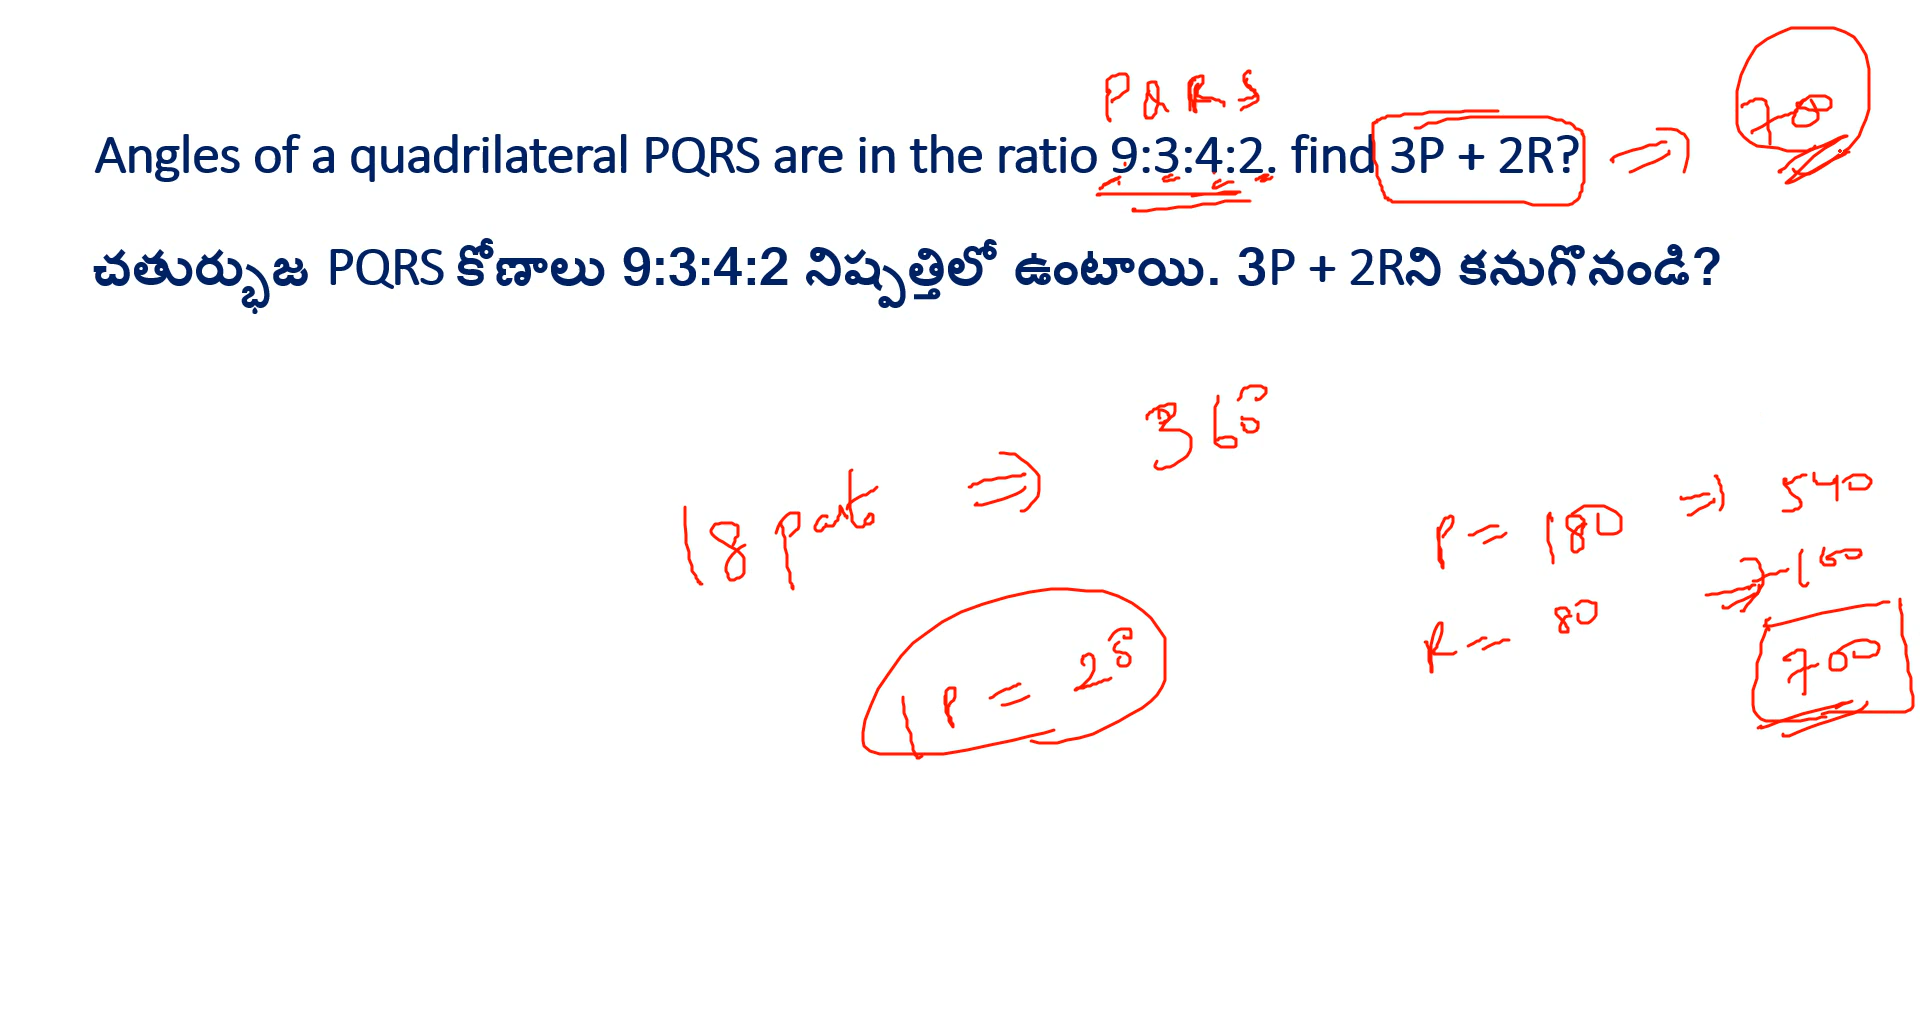 P Q R S
700
Angles of a quadrilateral PQRS are in the ratio 9:3:4:2. find 3P + 2R?
చతుర్భుజ PQRS కోణాలు 9:3:4:2 నిష్పత్తిలో ఉంటాయి. 3P + 2Rని కనుగొనండి?
18 parts ⇒ 360°
1P = 20°
P = 180 ⇒ 540
R = 80 ⇒ 160
700